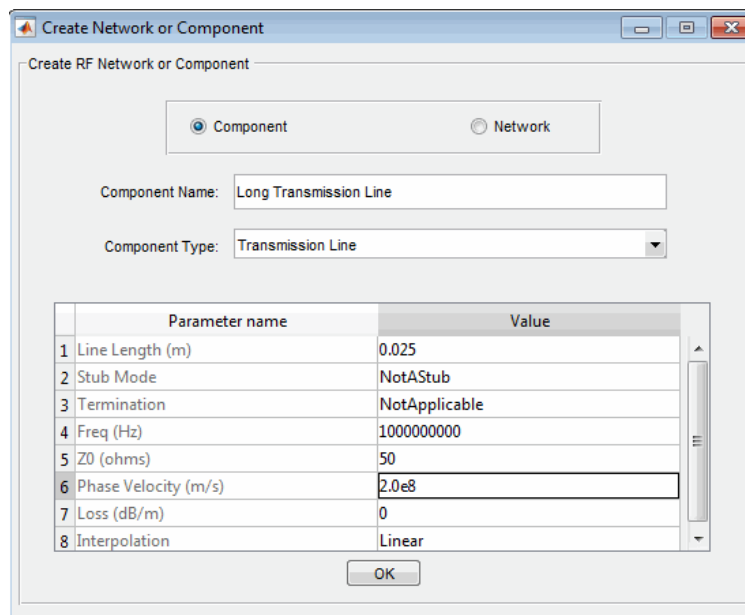 Create Network or Component
Create RF Network or Component
Component Network
Component Name: Long Transmission Line
Component Type: Transmission Line
Parameter name Value
1 Line Length (m) 0.025
2 Stub Mode NotAStub
3 Termination NotApplicable
4 Freq (Hz) 1000000000
5 Z0 (ohms) 50
6 Phase Velocity (m/s) 2.0e8
7 Loss (dB/m) 0
8 Interpolation Linear
OK